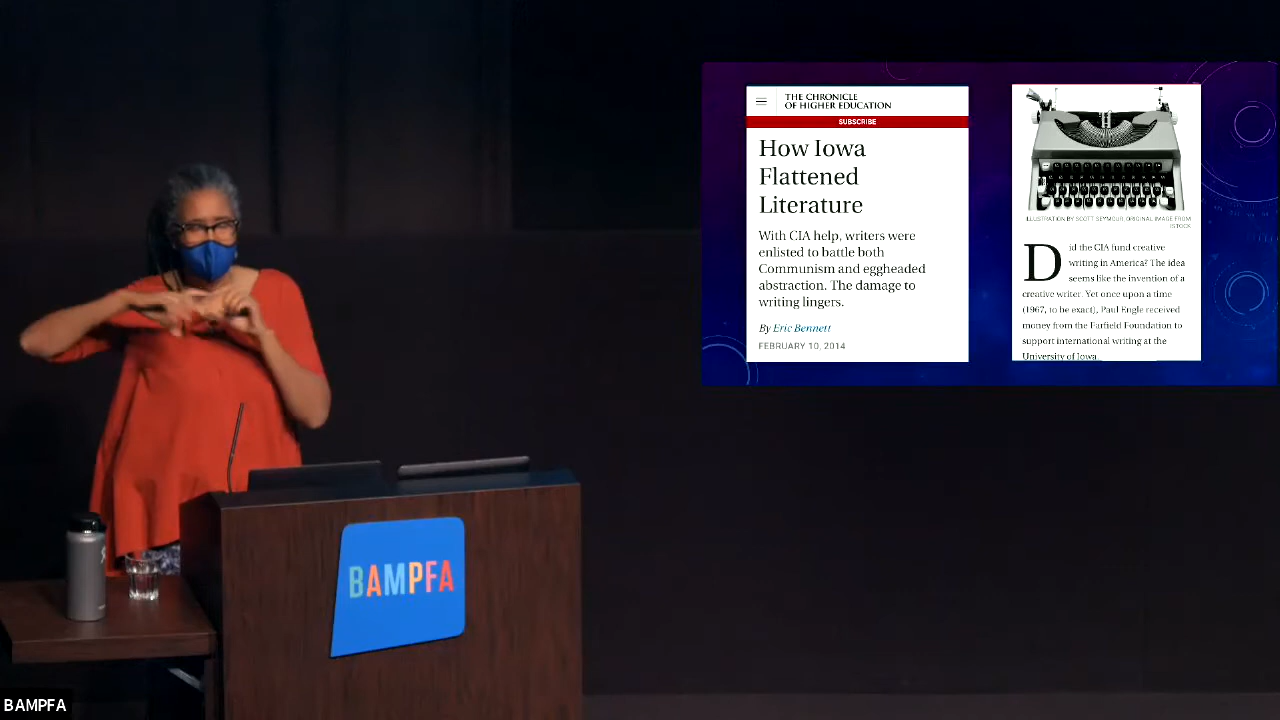 THE CHRONICLE
OF HIGHER EDUCATION
SUBSCRIBE
How Iowa
Flattened
Literature
With CIA help, writers were
enlisted to battle both
Communism and eggheaded
abstraction. The damage to
writing lingers.
By Eric Bennett
FEBRUARY 10, 2014
ILLUSTRATION BY SCOTT SEYMOUR, ORIGINAL IMAGE FROM
ISTOCK
Did the CIA fund creative
writing in America? The idea
seems like the invention of a
creative writer. Yet once upon a time
(1967, to be exact), Paul Engle received
money from the Farfield Foundation to
support international writing at the
University of Iowa.
BAMPFA
BAMPFA